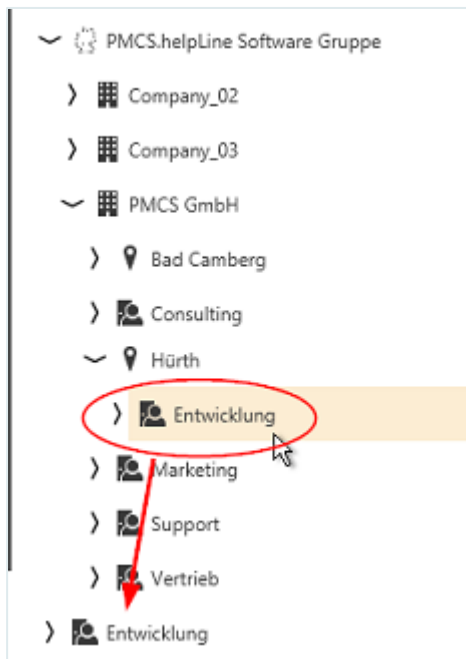 PMCS.helpLine Software Gruppe
Company_02
Company_03
PMCS GmbH
Bad Camberg
Consulting
Hürth
Entwicklung
Marketing
Support
Vertrieb
Entwicklung